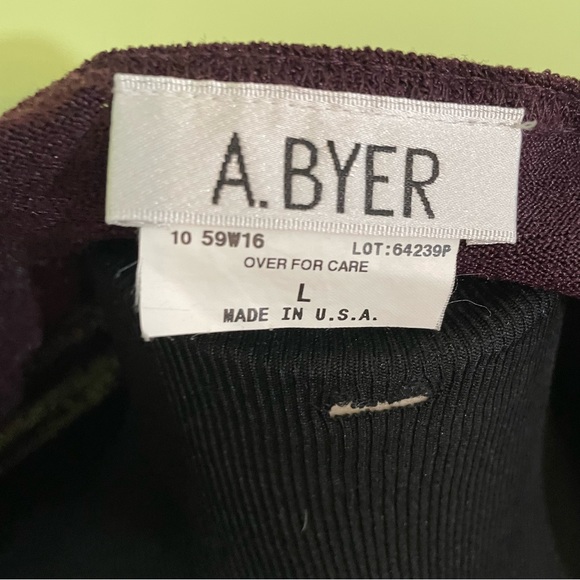 A.BYER
10 59W16 LOT:64239P
OVER FOR CARE
L
MADE IN U.S.A.